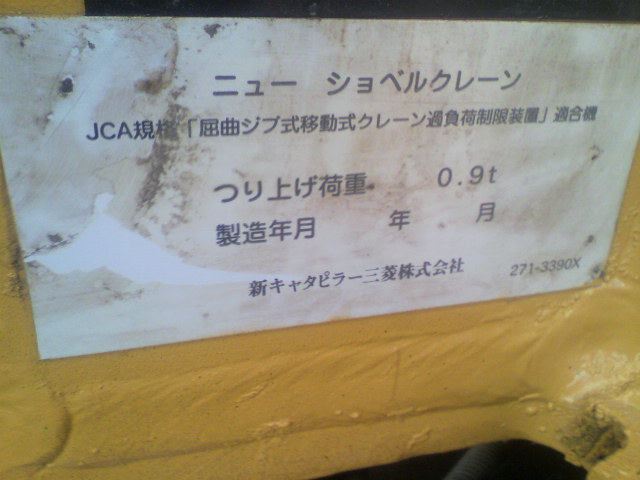 ニュー ショベルクレーン
JCA規格「屈曲ジブ式移動式クレーン過負荷制限装置」適合機
つり上げ荷重 0.9t
製造年月 年 月
新キャタピラー三菱株式会社 271-3390X